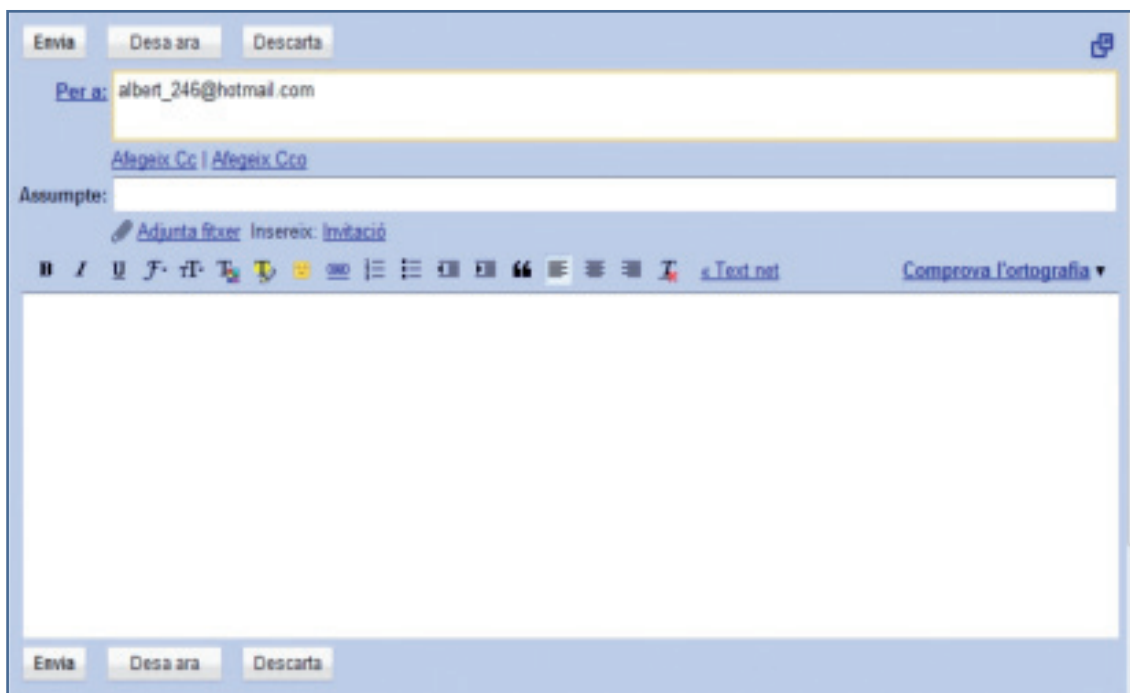 Envia Desa ara Descarta
Per a: albert_246@hotmail.com
Afegeix Cc | Afegeix Cco
Assumpte:
Adjunta fitxer Insereix: Invitació
B I U « Text net Comprova l'ortografia ▼
Envia Desa ara Descarta